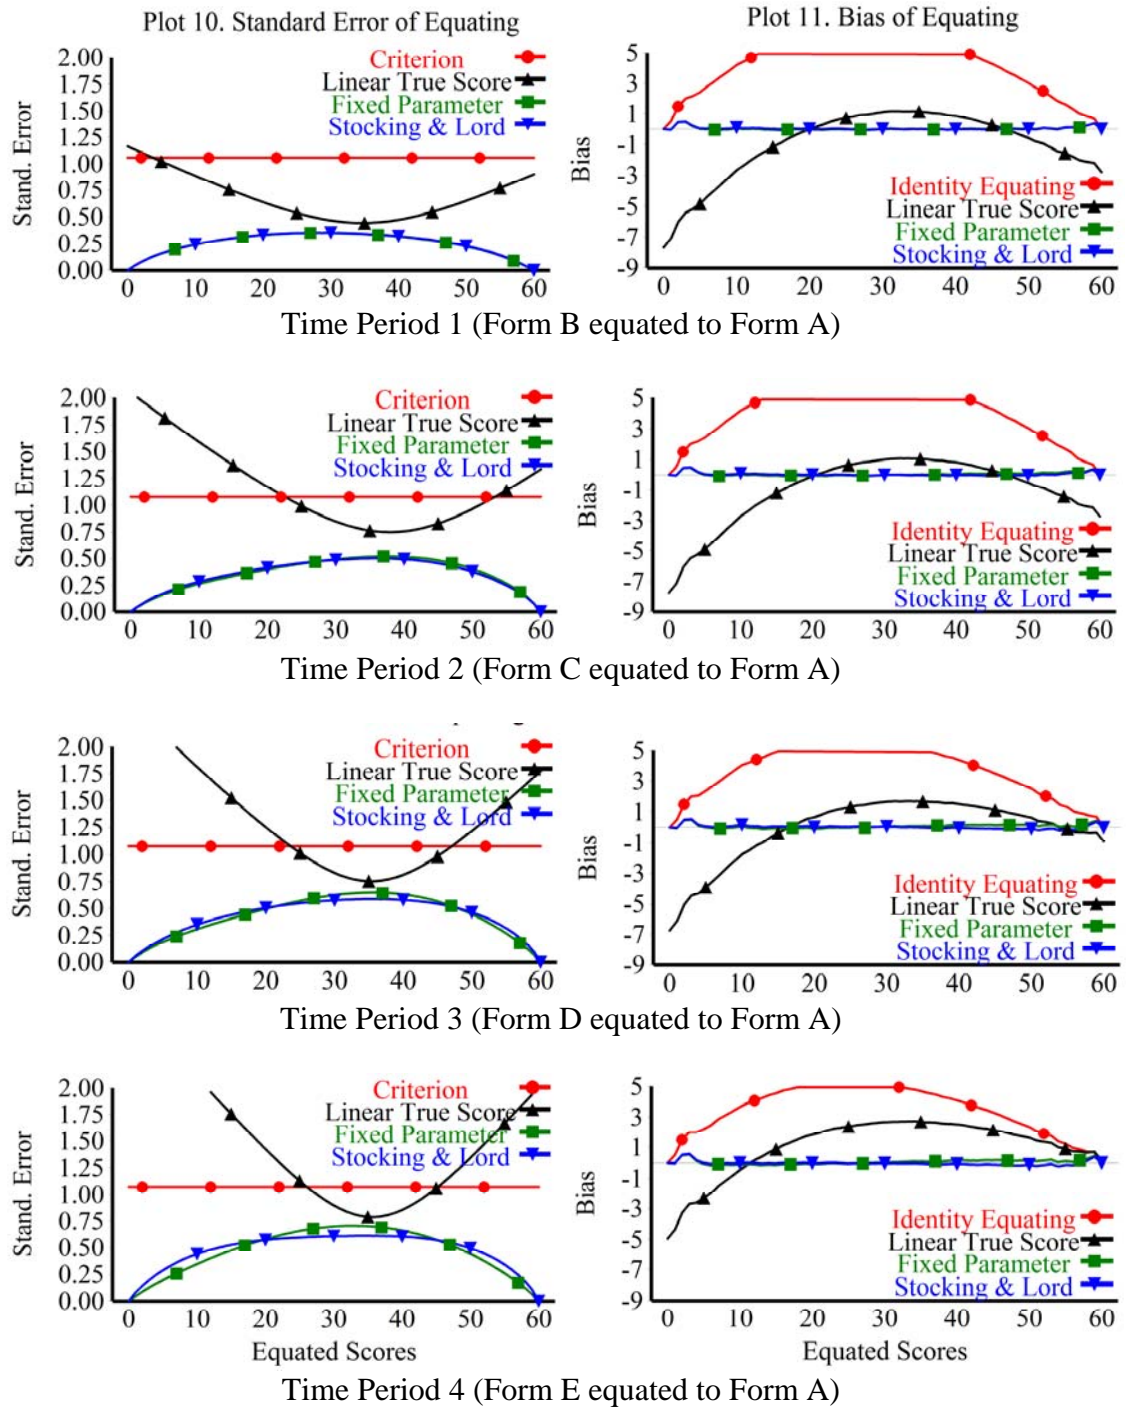 Plot 10. Standard Error of Equating
Stand. Error
2.00
1.75
1.50
1.25
1.00
0.75
0.50
0.25
0.00
Criterion
Linear True Score
Fixed Parameter
Stocking & Lord
0 10 20 30 40 50 60
Plot 11. Bias of Equating
Bias
5
3
1
-1
-3
-5
-7
-9
Identity Equating
Linear True Score
Fixed Parameter
Stocking & Lord
0 10 20 30 40 50 60
Time Period 1 (Form B equated to Form A)
Stand. Error
2.00
1.75
1.50
1.25
1.00
0.75
0.50
0.25
0.00
Criterion
Linear True Score
Fixed Parameter
Stocking & Lord
0 10 20 30 40 50 60
Bias
5
3
1
-1
-3
-5
-7
-9
Identity Equating
Linear True Score
Fixed Parameter
Stocking & Lord
0 10 20 30 40 50 60
Time Period 2 (Form C equated to Form A)
Stand. Error
2.00
1.75
1.50
1.25
1.00
0.75
0.50
0.25
0.00
Criterion
Linear True Score
Fixed Parameter
Stocking & Lord
0 10 20 30 40 50 60
Bias
5
3
1
-1
-3
-5
-7
-9
Identity Equating
Linear True Score
Fixed Parameter
Stocking & Lord
0 10 20 30 40 50 60
Time Period 3 (Form D equated to Form A)
Stand. Error
2.00
1.75
1.50
1.25
1.00
0.75
0.50
0.25
0.00
Criterion
Linear True Score
Fixed Parameter
Stocking & Lord
0 10 20 30 40 50 60
Equated Scores
Bias
5
3
1
-1
-3
-5
-7
-9
Identity Equating
Linear True Score
Fixed Parameter
Stocking & Lord
0 10 20 30 40 50 60
Equated Scores
Time Period 4 (Form E equated to Form A)